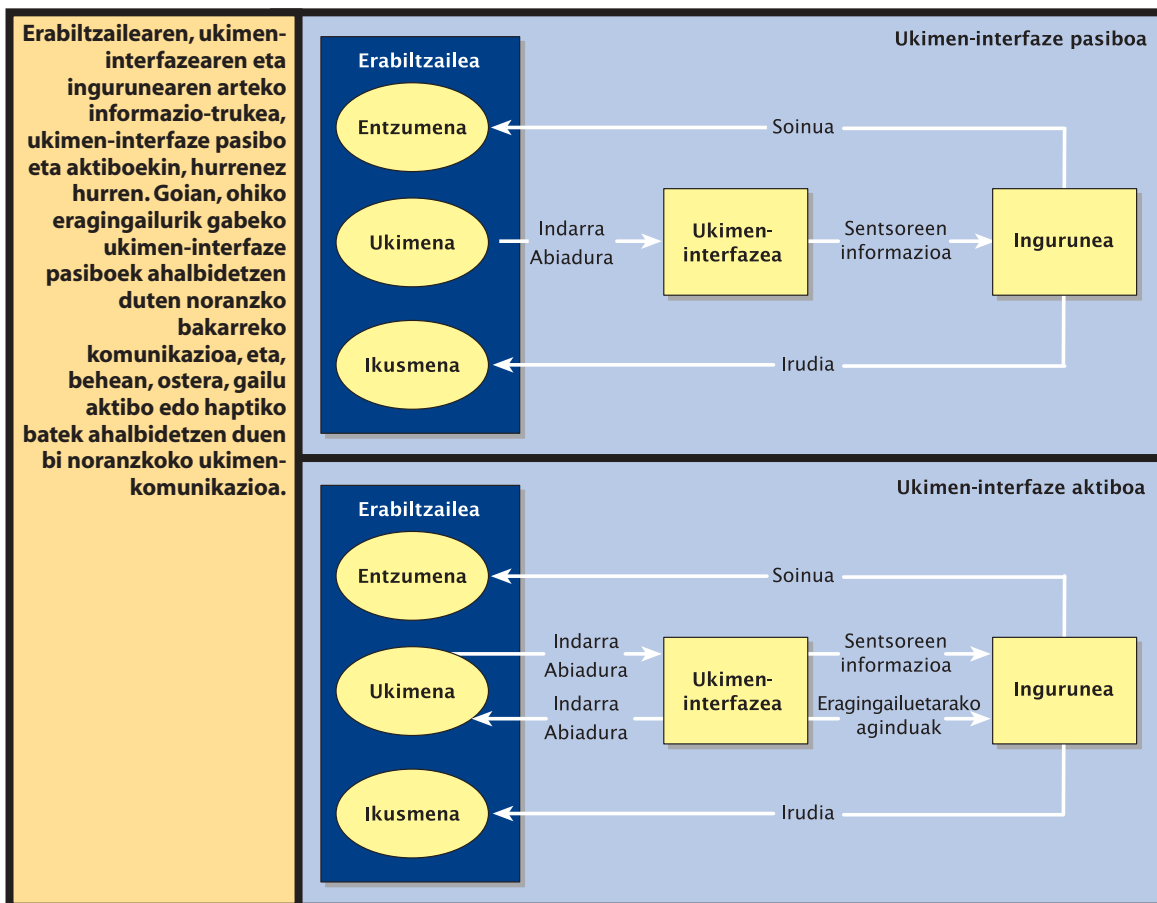 Erabiltzailearen, ukimen-
interfazearen eta
ingurunearen arteko
informazio-trukea,
ukimen-interfaze pasibo
eta aktiboekin, hurrenez
hurren. Goian, ohiko
eragingailurik gabeko
ukimen-interfaze
pasiboek ahalbidetzen
duten noranzko
bakarreko
komunikazioa, eta,
behean, ostera, gailu
aktibo edo haptiko
batek ahalbidetzen duen
bi noranzkoko ukimen-
komunikazioa.
Ukimen-interfaze pasiboa
Erabiltzailea
Entzumena
Soinua
Ukimena
Indarra
Abiadura
Ukimen-
interfazea
Sentsoreen
informazioa
Ingurunea
Ikusmena
Irudia
Ukimen-interfaze aktiboa
Erabiltzailea
Entzumena
Soinua
Ukimena
Indarra
Abiadura
Indarra
Abiadura
Ukimen-
interfazea
Sentsoreen
informazioa
Eragingailuetarako
aginduak
Ingurunea
Ikusmena
Irudia